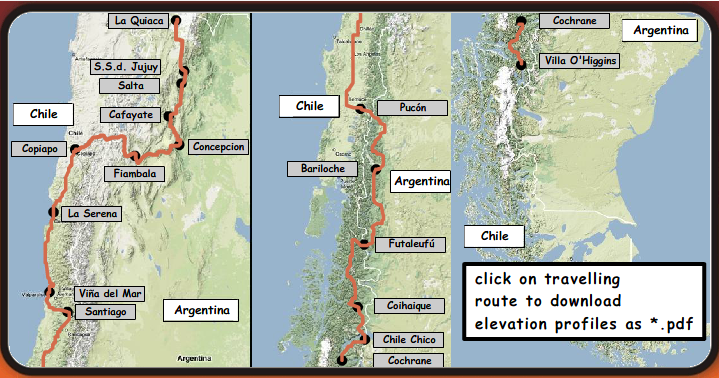 La Quiaca
S.S.d. Jujuy
Salta
Chile
Cafayate
Chile
Copiapo
Concepcion
Fiambala
La Serena
Viña del Mar
Santiago
Argentina
Argentina
Chile
Pucón
Bariloche
Argentina
Futaleufú
Coihaique
Chile Chico
Cochrane
Cochrane
Argentina
Villa O'Higgins
Chile
click on travelling
route to download
elevation profiles as *.pdf